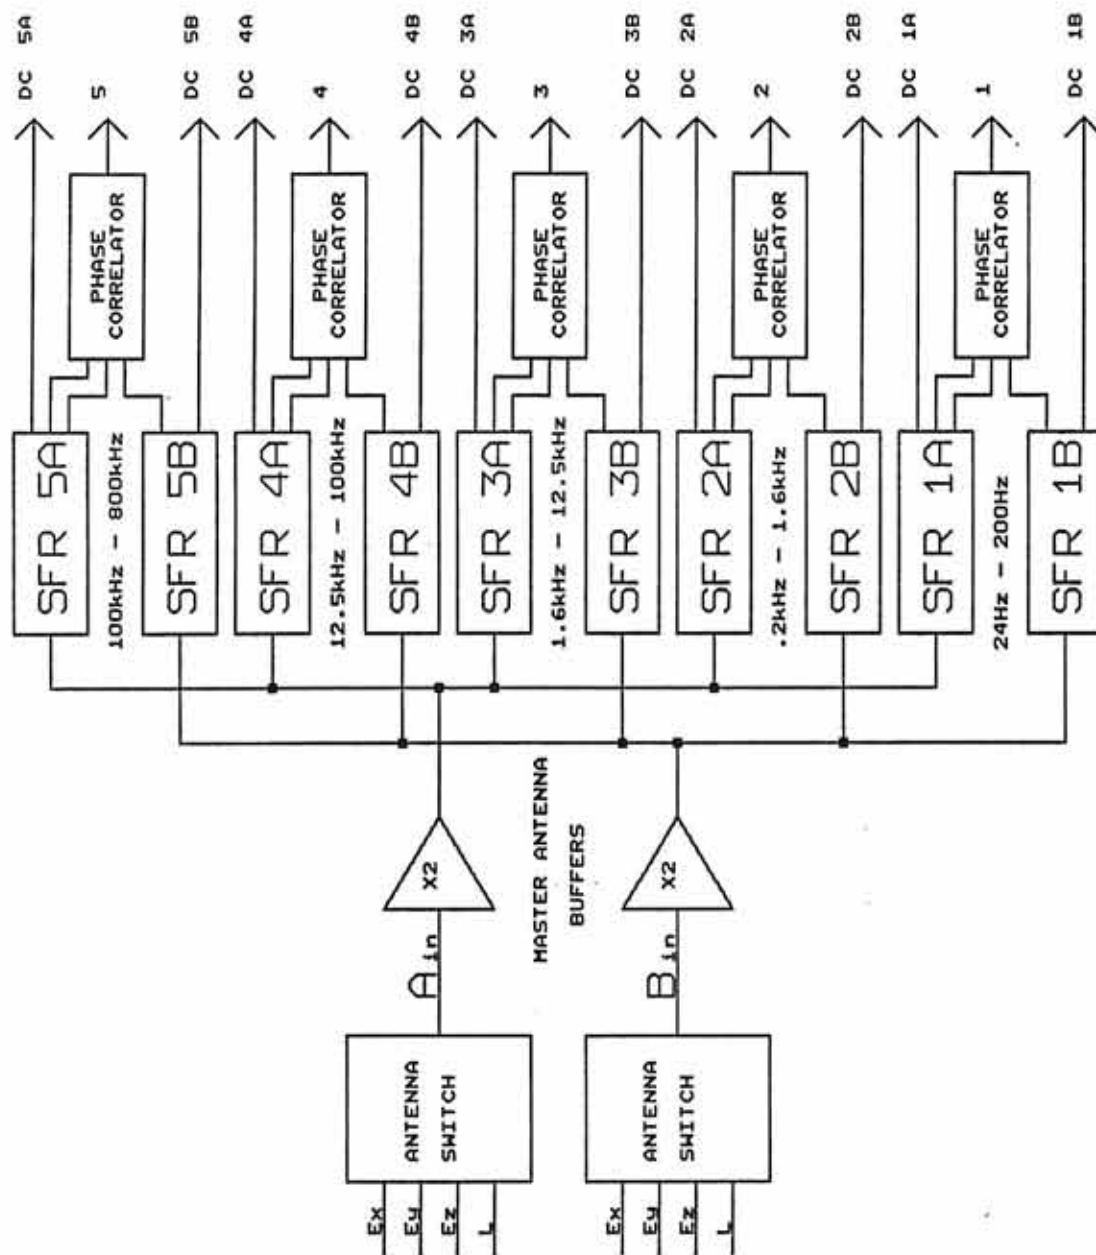 Ex
Ey
Ez
L
ANTENNA
SWITCH
A in
X2
MASTER ANTENNA
BUFFERS
Ex
Ey
Ez
L
ANTENNA
SWITCH
B in
X2
SFR 5A
100kHz – 800kHz
SFR 5B
SFR 4A
12.5kHz – 100kHz
SFR 4B
SFR 3A
1.6kHz – 12.5kHz
SFR 3B
SFR 2A
.2kHz – 1.6kHz
SFR 2B
SFR 1A
24Hz – 200Hz
SFR 1B
PHASE
CORRELATOR
PHASE
CORRELATOR
PHASE
CORRELATOR
PHASE
CORRELATOR
PHASE
CORRELATOR
DC 5A
5
DC 5B
DC 4A
4
DC 4B
DC 3A
3
DC 3B
DC 2A
2
DC 2B
DC 1A
1
DC 1B